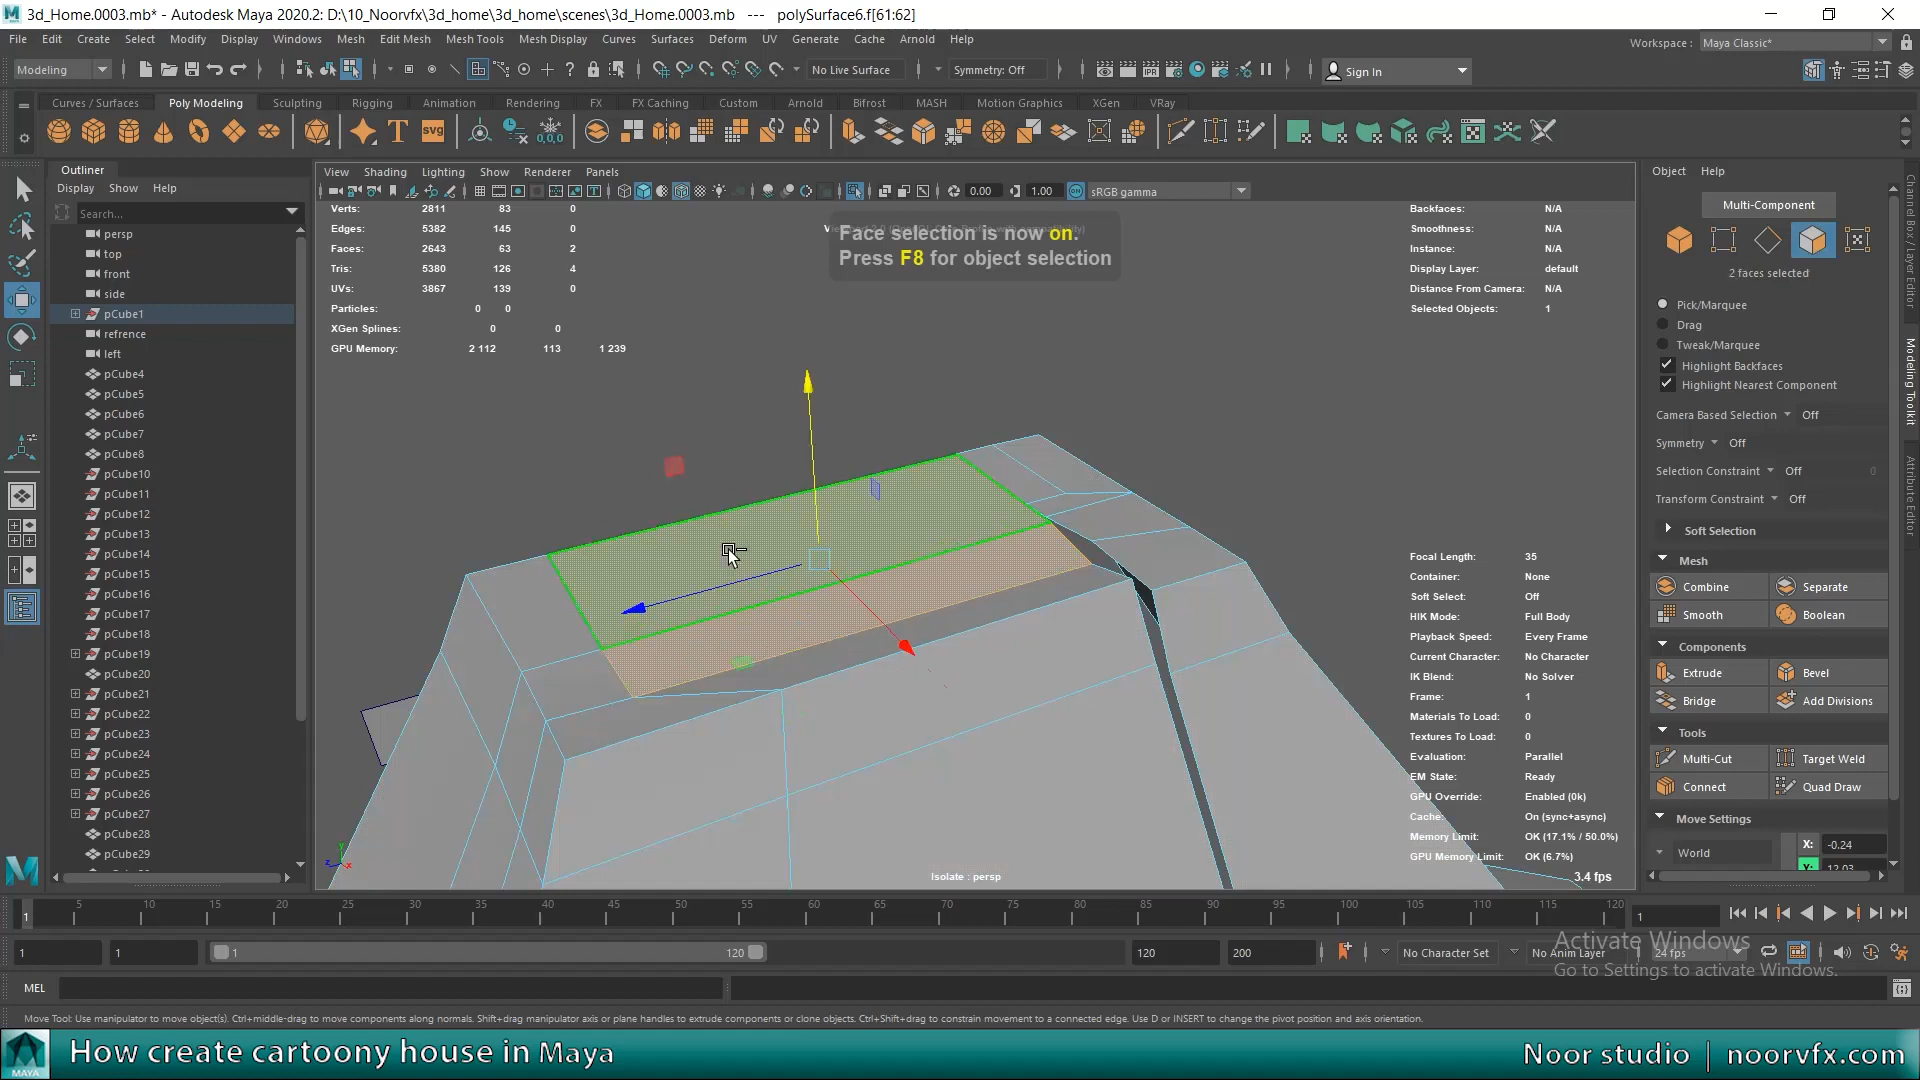 3d_Home.0003.mb* - Autodesk Maya 2020.2: D:\10_Noorvfx\3d_home\3d_home\scenes\3d_Home.0003.mb --- polySurface6.f[61:62]
File Edit Create Select Modify Display Windows Mesh Edit Mesh Mesh Tools Mesh Display Curves Surfaces Deform UV Generate Cache Arnold Help
Workspace : Maya Classic*
Modeling No Live Surface Symmetry: Off Sign In
Curves / Surfaces Poly Modeling Sculpting Rigging Animation Rendering FX FX Caching Custom Arnold Bifrost MASH Motion Graphics XGen VRay
Outliner
Display Show Help
Search...
persp
top
front
side
pCube1
refrence
left
pCube4
pCube5
pCube6
pCube7
pCube8
pCube10
pCube11
pCube12
pCube13
pCube14
pCube15
pCube16
pCube17
pCube18
pCube19
pCube20
pCube21
pCube22
pCube23
pCube24
pCube25
pCube26
pCube27
pCube28
pCube29
View Shading Lighting Show Renderer Panels
0.00 1.00 sRGB gamma
Verts: 2811 83 0
Edges: 5382 145 0
Faces: 2643 63 2
Tris: 5380 126 4
UVs: 3867 139 0
Particles: 0 0
XGen Splines: 0 0
GPU Memory: 2 112 113 1 239
Face selection is now on.
Press F8 for object selection
Backfaces: N/A
Smoothness: N/A
Instance: N/A
Display Layer: default
Distance From Camera: N/A
Selected Objects: 1
Focal Length: 35
Container: None
Soft Select: Off
HIK Mode: Full Body
Playback Speed: Every Frame
Current Character: No Character
IK Blend: No Solver
Frame: 1
Materials To Load: 0
Textures To Load: 0
Evaluation: Parallel
EM State: Ready
GPU Override: Enabled (0k)
Cache: On (sync+async)
Memory Limit: OK (17.1% / 50.0%)
GPU Memory Limit: OK (6.7%)
3.4 fps
Isolate : persp
Object Help
Multi-Component
2 faces selected
Pick/Marquee
Drag
Tweak/Marquee
Highlight Backfaces
Highlight Nearest Component
Camera Based Selection Off
Symmetry Off
Selection Constraint Off 0
Transform Constraint Off
Soft Selection
Mesh
Combine Separate
Smooth Boolean
Components
Extrude Bevel
Bridge Add Divisions
Tools
Multi-Cut Target Weld
Connect Quad Draw
Move Settings
World X: -0.24
Y: 12.03
Channel Box / Layer Editor
Modeling Toolkit
Attribute Editor
5 10 15 20 25 30 35 40 45 50 55 60 65 70 75 80 85 90 95 100 105 110 115 120
1 1
1 1 1 120 120 200 No Character Set No Anim Layer 24 fps
Activate Windows
Go to Settings to activate Windows.
MEL
Move Tool: Use manipulator to move object(s). Ctrl+middle-drag to move components along normals. Shift+drag manipulator axis or plane handles to extrude components or clone objects. Ctrl+Shift+drag to constrain movement to a connected edge. Use D or INSERT to change the pivot position and axis orientation.
MAYA How create cartoony house in Maya Noor studio | noorvfx.com